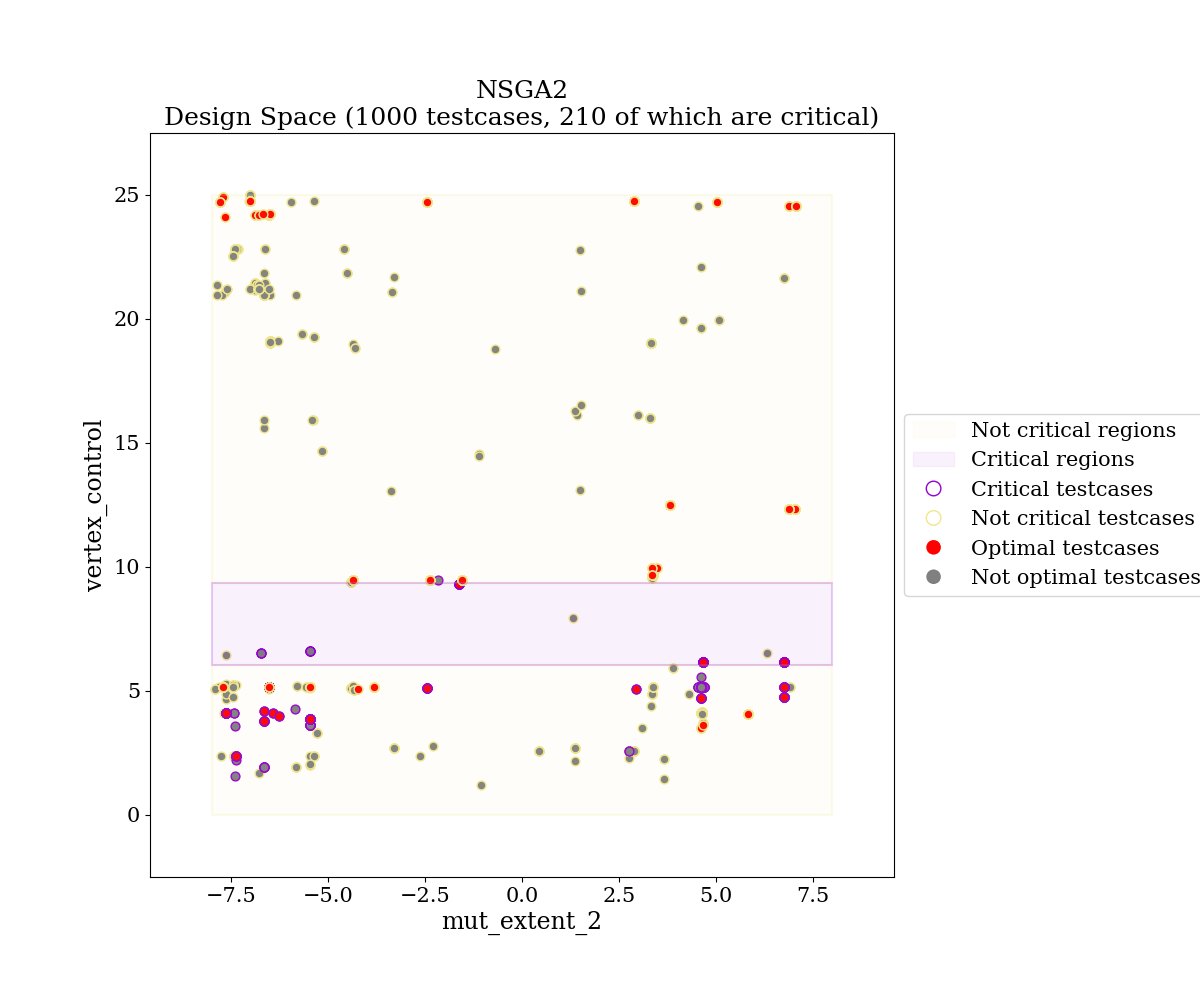 NSGA2
Design Space (1000 testcases, 210 of which are critical)
25
20
15
10
5
0
vertex_control
−7.5
−5.0
−2.5
0.0
2.5
5.0
7.5
mut_extent_2
Not critical regions
Critical regions
Critical testcases
Not critical testcases
Optimal testcases
Not optimal testcases